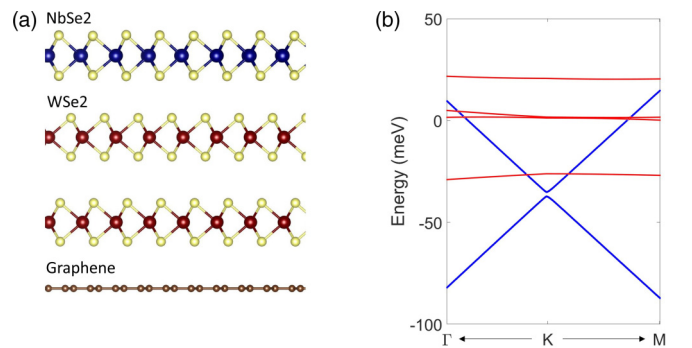 (a)
NbSe2
WSe2
Graphene
(b)
50
0
-50
-100
Energy (meV)
Γ K M